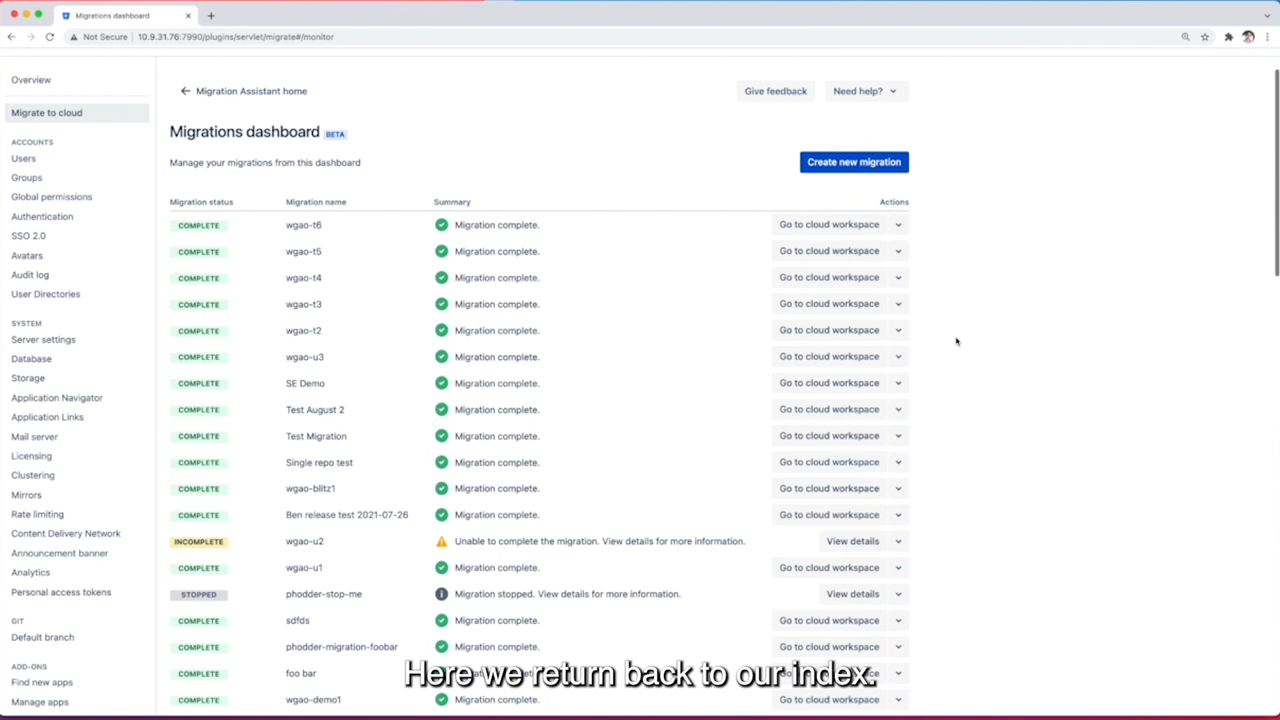 Migrations dashboard
Not Secure 10.9.31.76:7990/plugins/servlet/migrate#/monitor
Overview
Migrate to cloud
ACCOUNTS
Users
Groups
Global permissions
Authentication
SSO 2.0
Avatars
Audit log
User Directories
SYSTEM
Server settings
Database
Storage
Application Navigator
Application Links
Mail server
Licensing
Clustering
Mirrors
Rate limiting
Content Delivery Network
Announcement banner
Analytics
Personal access tokens
GIT
Default branch
ADD-ONS
Find new apps
Manage apps
Migration Assistant home Give feedback Need help?
Migrations dashboard BETA
Manage your migrations from this dashboard Create new migration
Migration status Migration name Summary Actions
COMPLETE wgao-t6 Migration complete. Go to cloud workspace
COMPLETE wgao-t5 Migration complete. Go to cloud workspace
COMPLETE wgao-t4 Migration complete. Go to cloud workspace
COMPLETE wgao-t3 Migration complete. Go to cloud workspace
COMPLETE wgao-t2 Migration complete. Go to cloud workspace
COMPLETE wgao-u3 Migration complete. Go to cloud workspace
COMPLETE SE Demo Migration complete. Go to cloud workspace
COMPLETE Test August 2 Migration complete. Go to cloud workspace
COMPLETE Test Migration Migration complete. Go to cloud workspace
COMPLETE Single repo test Migration complete. Go to cloud workspace
COMPLETE wgao-blitz1 Migration complete. Go to cloud workspace
COMPLETE Ben release test 2021-07-26 Migration complete. Go to cloud workspace
INCOMPLETE wgao-u2 Unable to complete the migration. View details for more information. View details
COMPLETE wgao-u1 Migration complete. Go to cloud workspace
STOPPED phodder-stop-me Migration stopped. View details for more information. View details
COMPLETE sdfds Migration complete. Go to cloud workspace
COMPLETE phodder-migration-foobar Migration complete. Go to cloud workspace
COMPLETE foo bar Migration complete. Go to cloud workspace
COMPLETE wgao-demo1 Migration complete. Go to cloud workspace
Here we return back to our index.